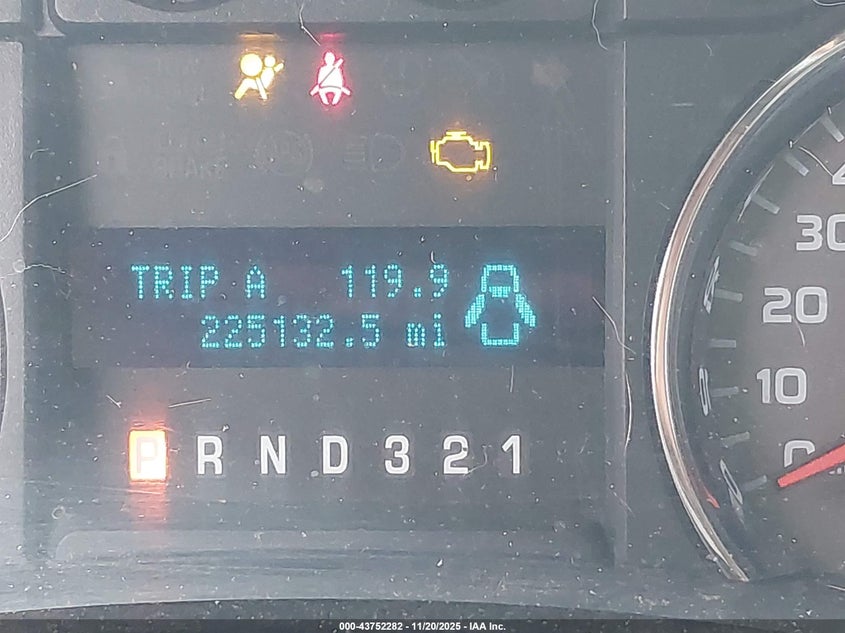 TRIP A 119.9
225132.5 mi
P R N D 3 2 1
30
20
10
0
000-43752282 - 11/20/2025 - IAA Inc.